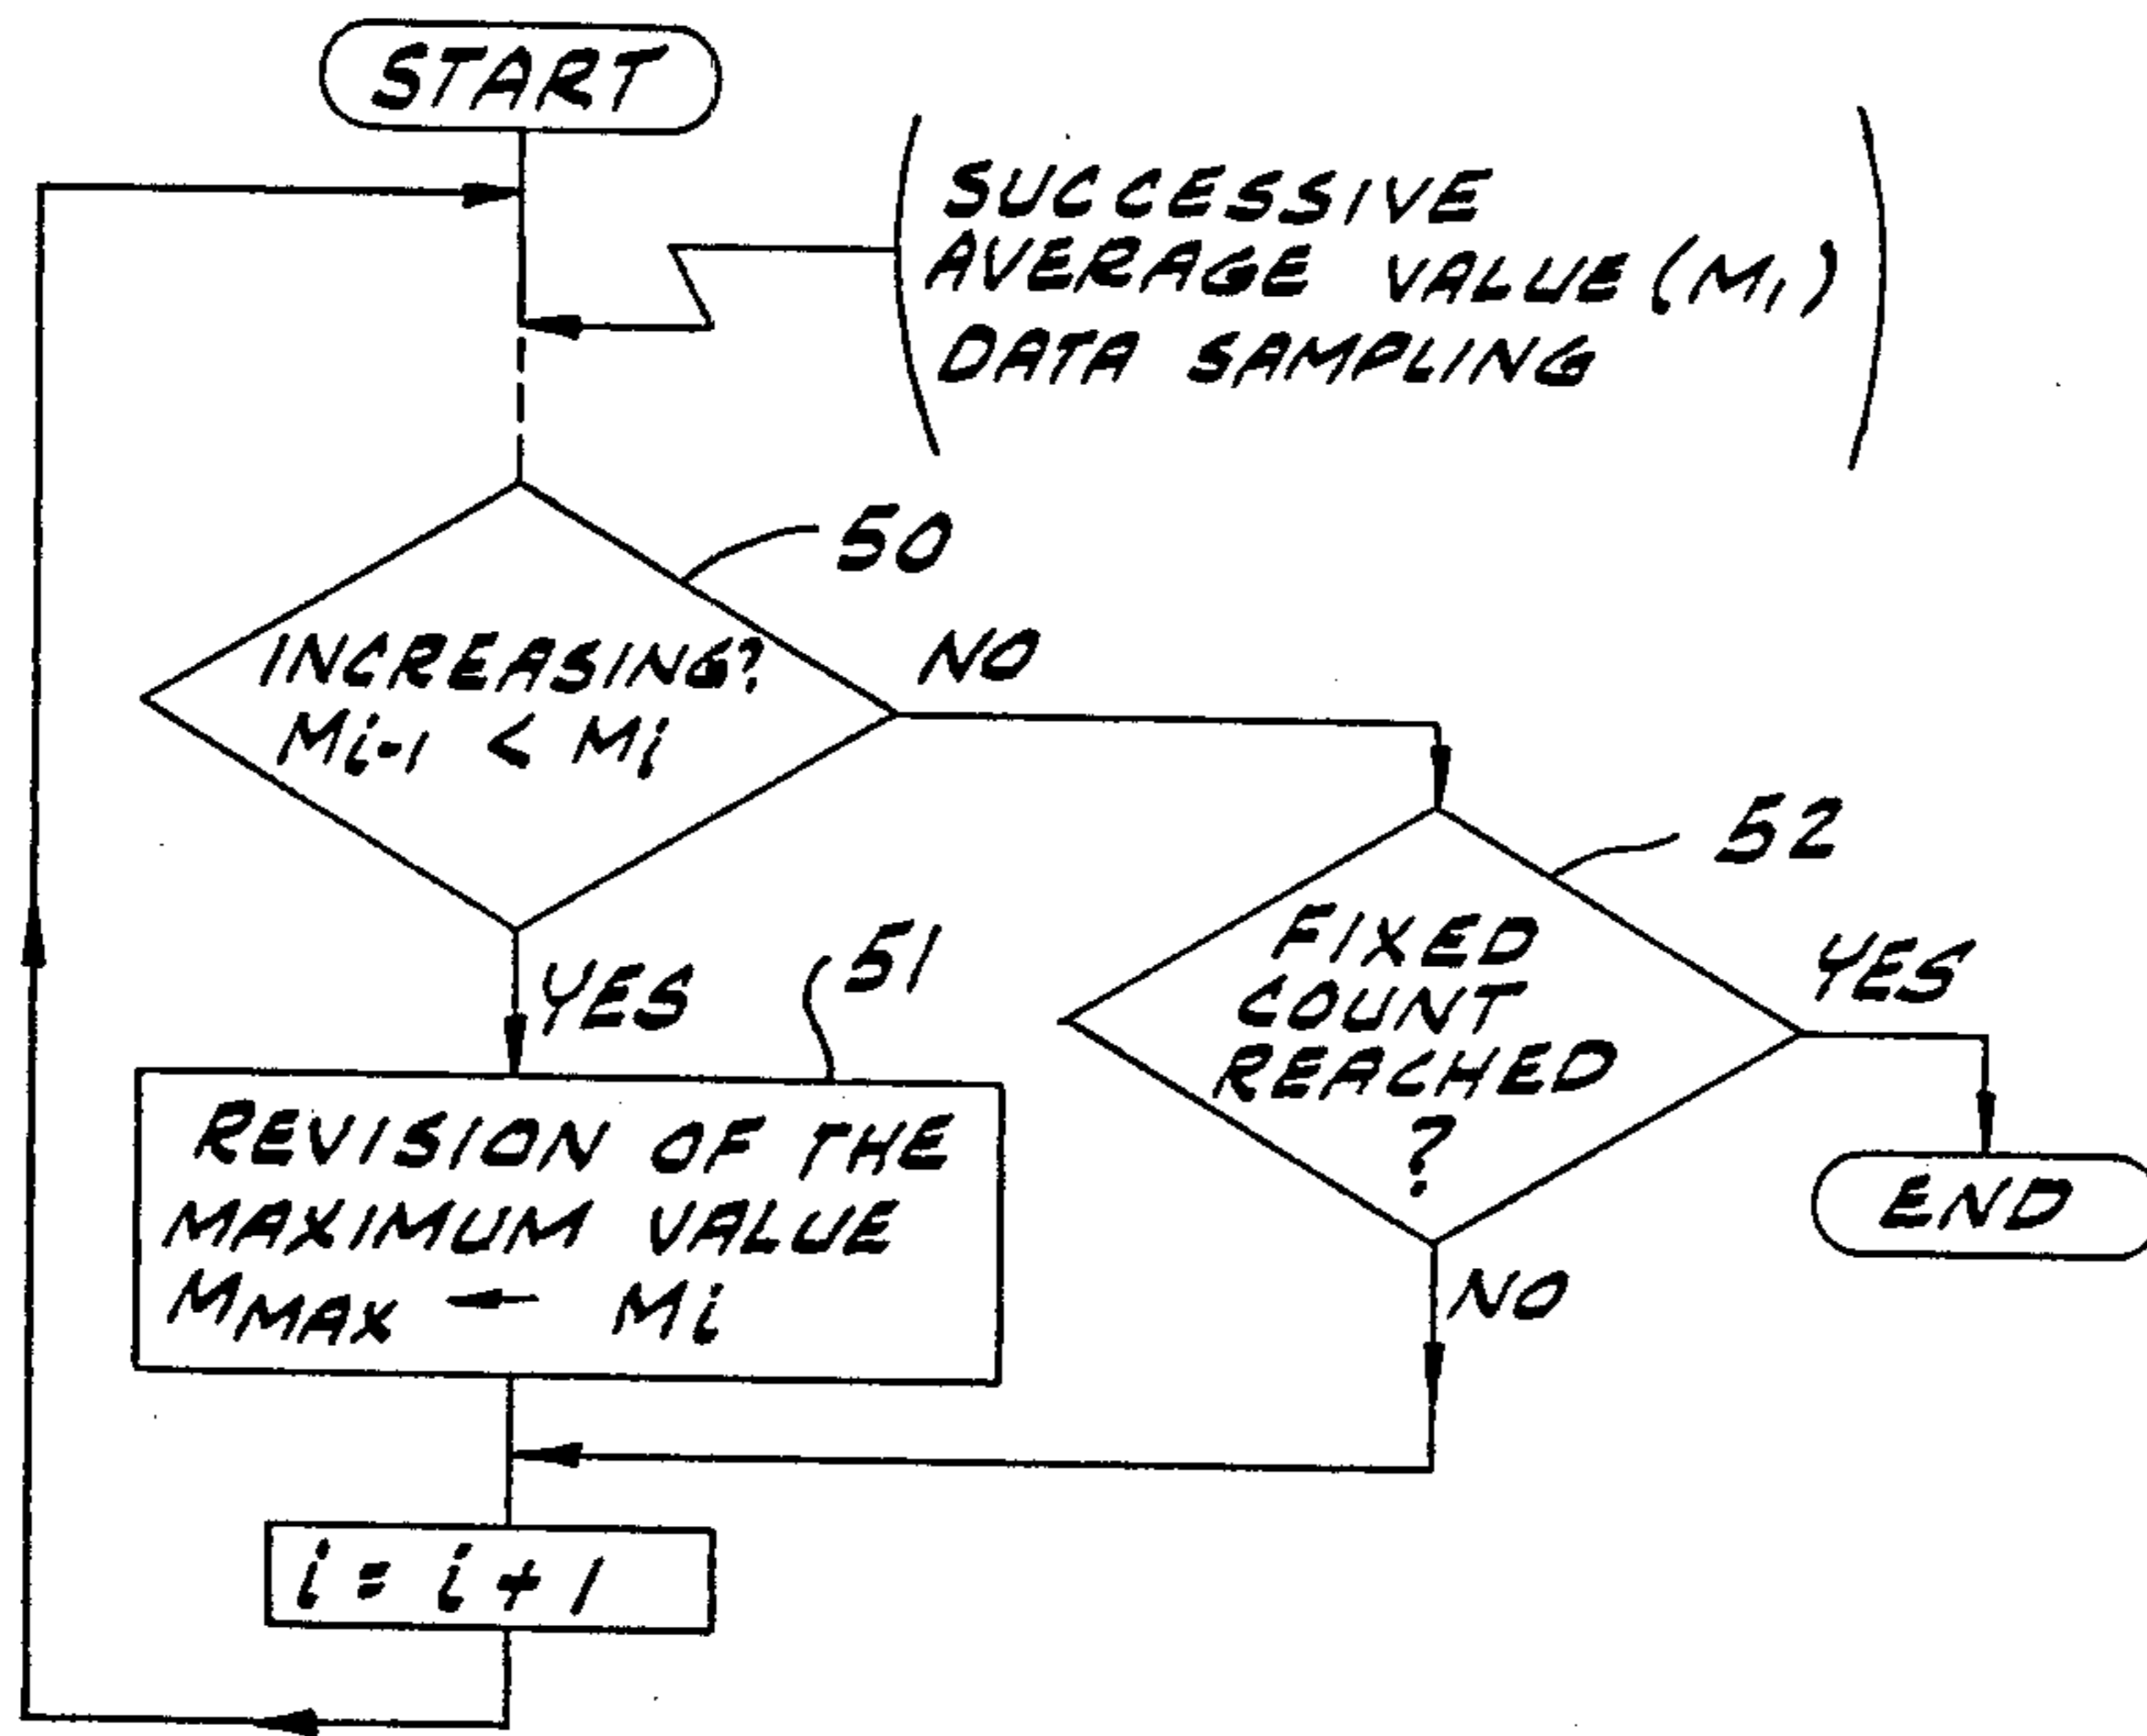 START
SUCCESSIVE
AVERAGE VALUE (M1)
DATA SAMPLING
50
INCREASING?
Mi-1 < Mi
NO
52
FIXED
COUNT
REACHED
?
YES
YES
51
REVISION OF THE
MAXIMUM VALUE
MMAX ← Mi
END
NO
i = i + 1